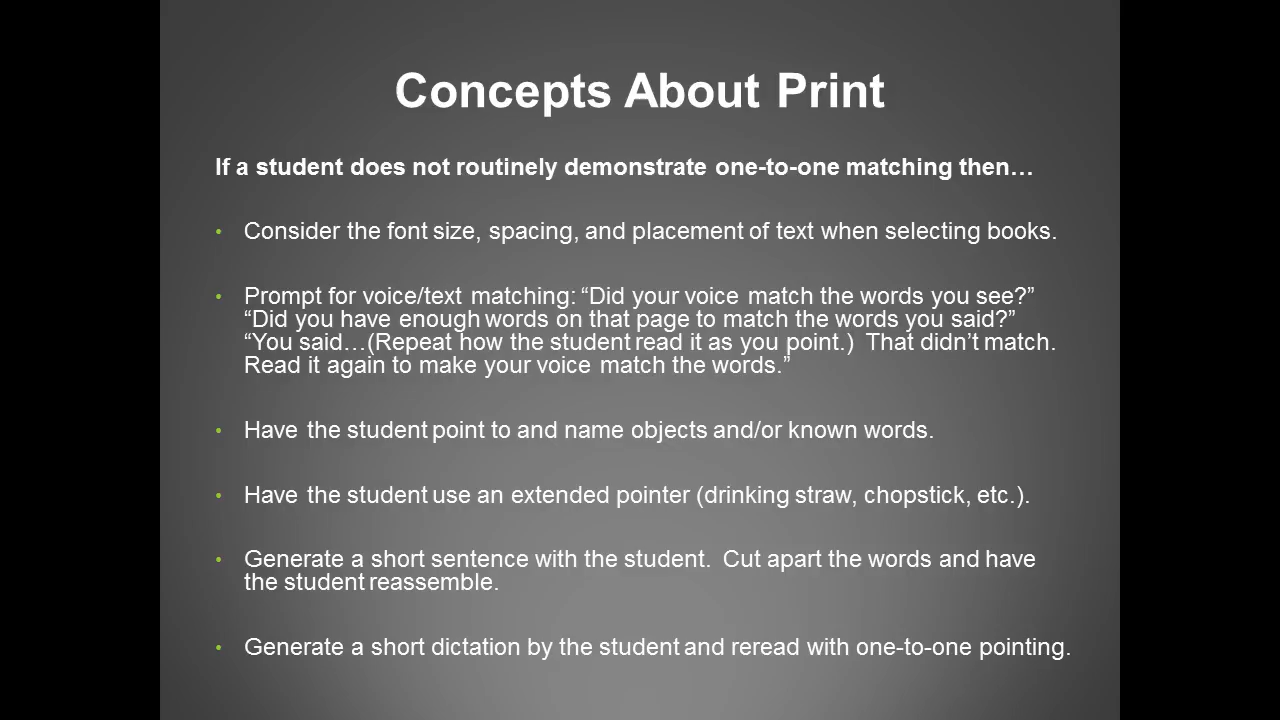 Concepts About Print
If a student does not routinely demonstrate one-to-one matching then…
• Consider the font size, spacing, and placement of text when selecting books.
• Prompt for voice/text matching: “Did your voice match the words you see?”
“Did you have enough words on that page to match the words you said?”
“You said…(Repeat how the student read it as you point.)  That didn’t match.
Read it again to make your voice match the words.”
• Have the student point to and name objects and/or known words.
• Have the student use an extended pointer (drinking straw, chopstick, etc.).
• Generate a short sentence with the student.  Cut apart the words and have
the student reassemble.
• Generate a short dictation by the student and reread with one-to-one pointing.